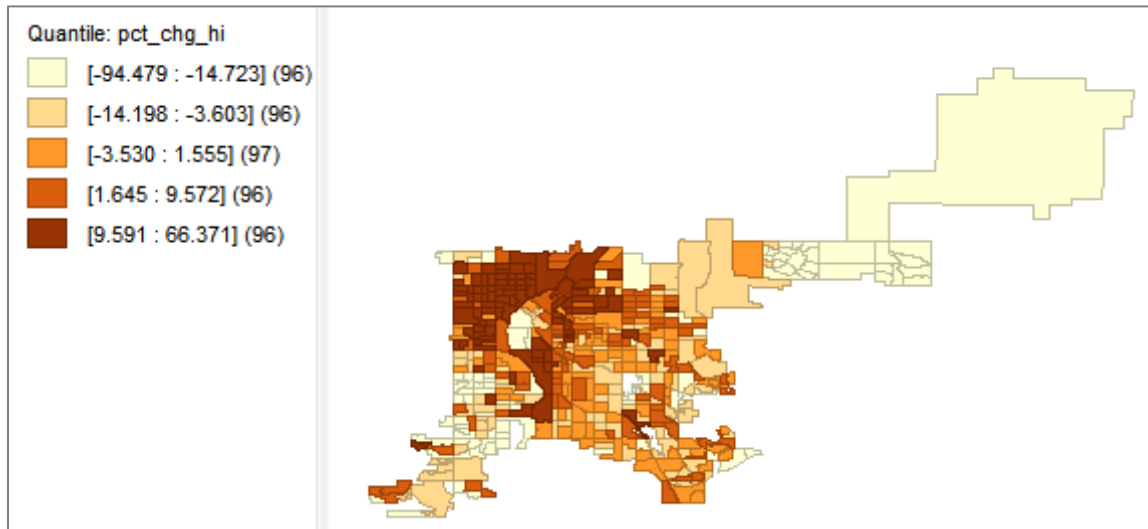 Quantile: pct_chg_hi
[-94.479 : -14.723] (96)
[-14.198 : -3.603] (96)
[-3.530 : 1.555] (97)
[1.645 : 9.572] (96)
[9.591 : 66.371] (96)